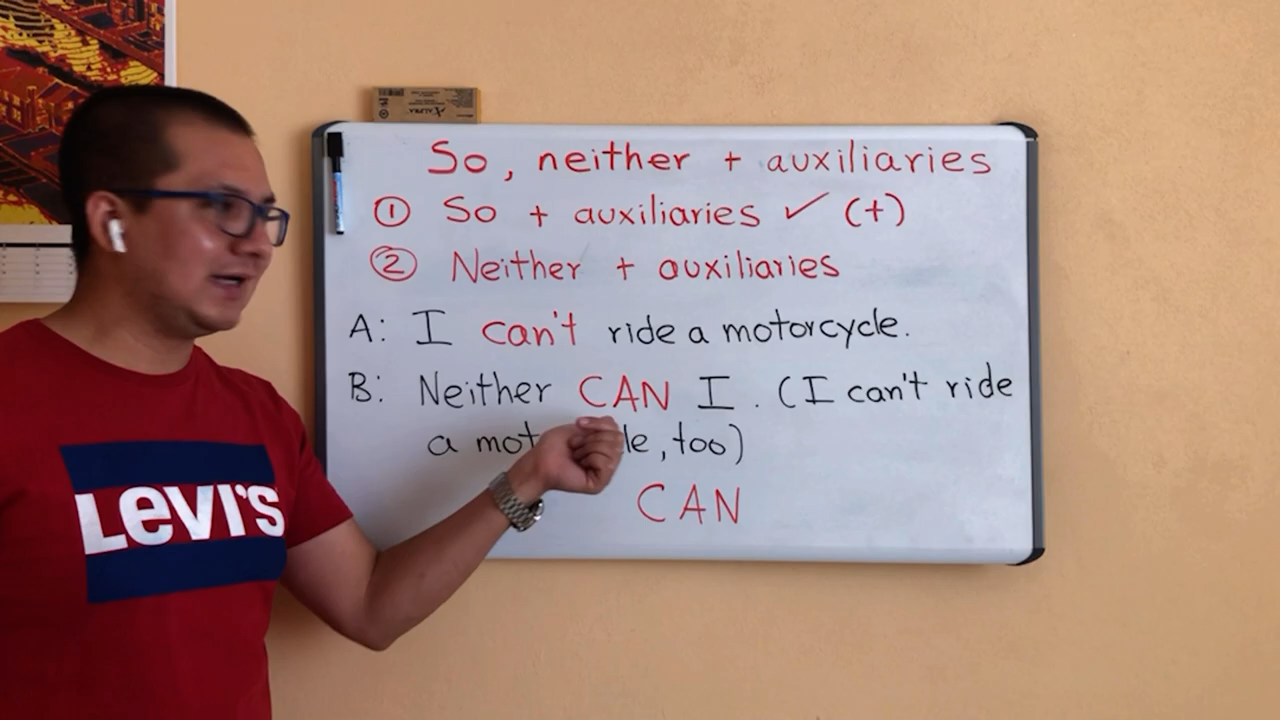 So, neither + auxiliaries
① So + auxiliaries ✓ (+)
② Neither + auxiliaries
A: I can't ride a motorcycle.
B: Neither CAN I. (I can't ride
a mot le, too)
CAN
LEVI'S
ALPHA